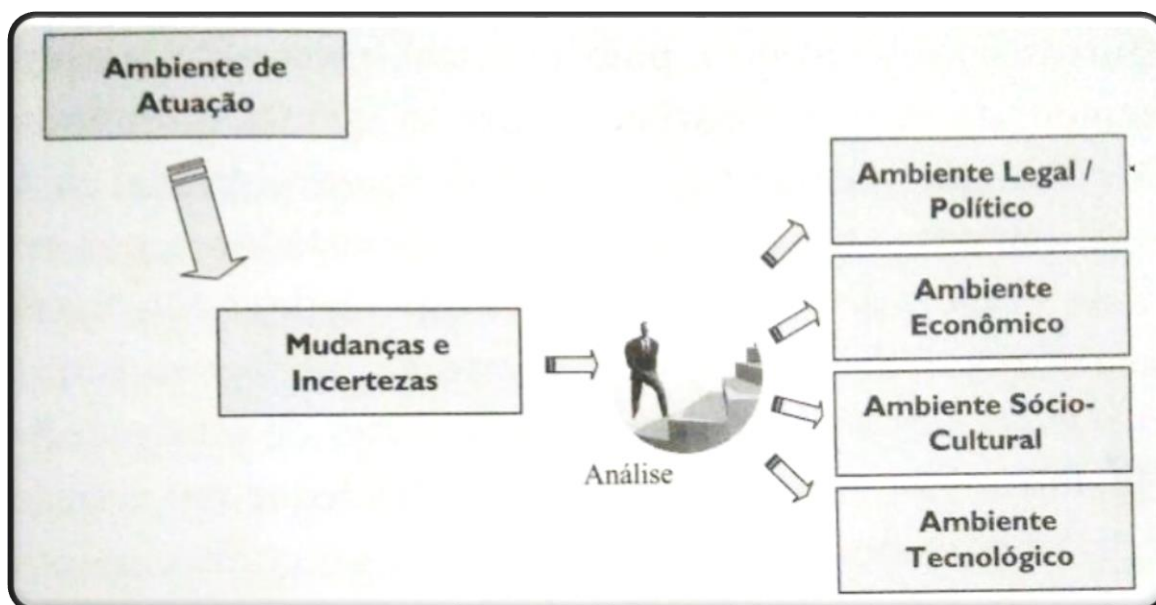 Ambiente de
Atuação
Mudanças e
Incertezas
Análise
Ambiente Legal /
Político
Ambiente
Econômico
Ambiente Sócio-
Cultural
Ambiente
Tecnológico